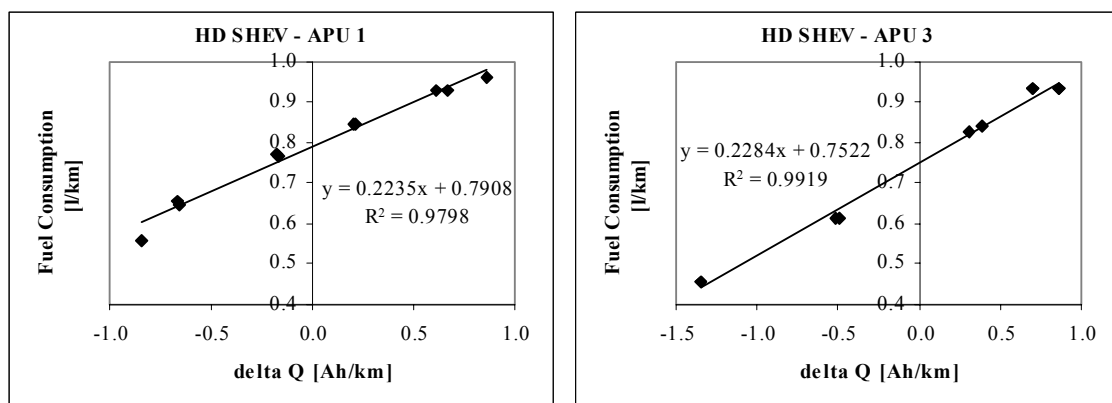 HD SHEV - APU 1
1.0
0.9
0.8
0.7
0.6
0.5
0.4
Fuel Consumption
[l/km]
y = 0.2235x + 0.7908
R² = 0.9798
-1.0
-0.5
0.0
0.5
1.0
delta Q [Ah/km]
HD SHEV - APU 3
1.0
0.9
0.8
0.7
0.6
0.5
0.4
Fuel Consumption
[l/km]
y = 0.2284x + 0.7522
R² = 0.9919
-1.5
-1.0
-0.5
0.0
0.5
1.0
delta Q [Ah/km]